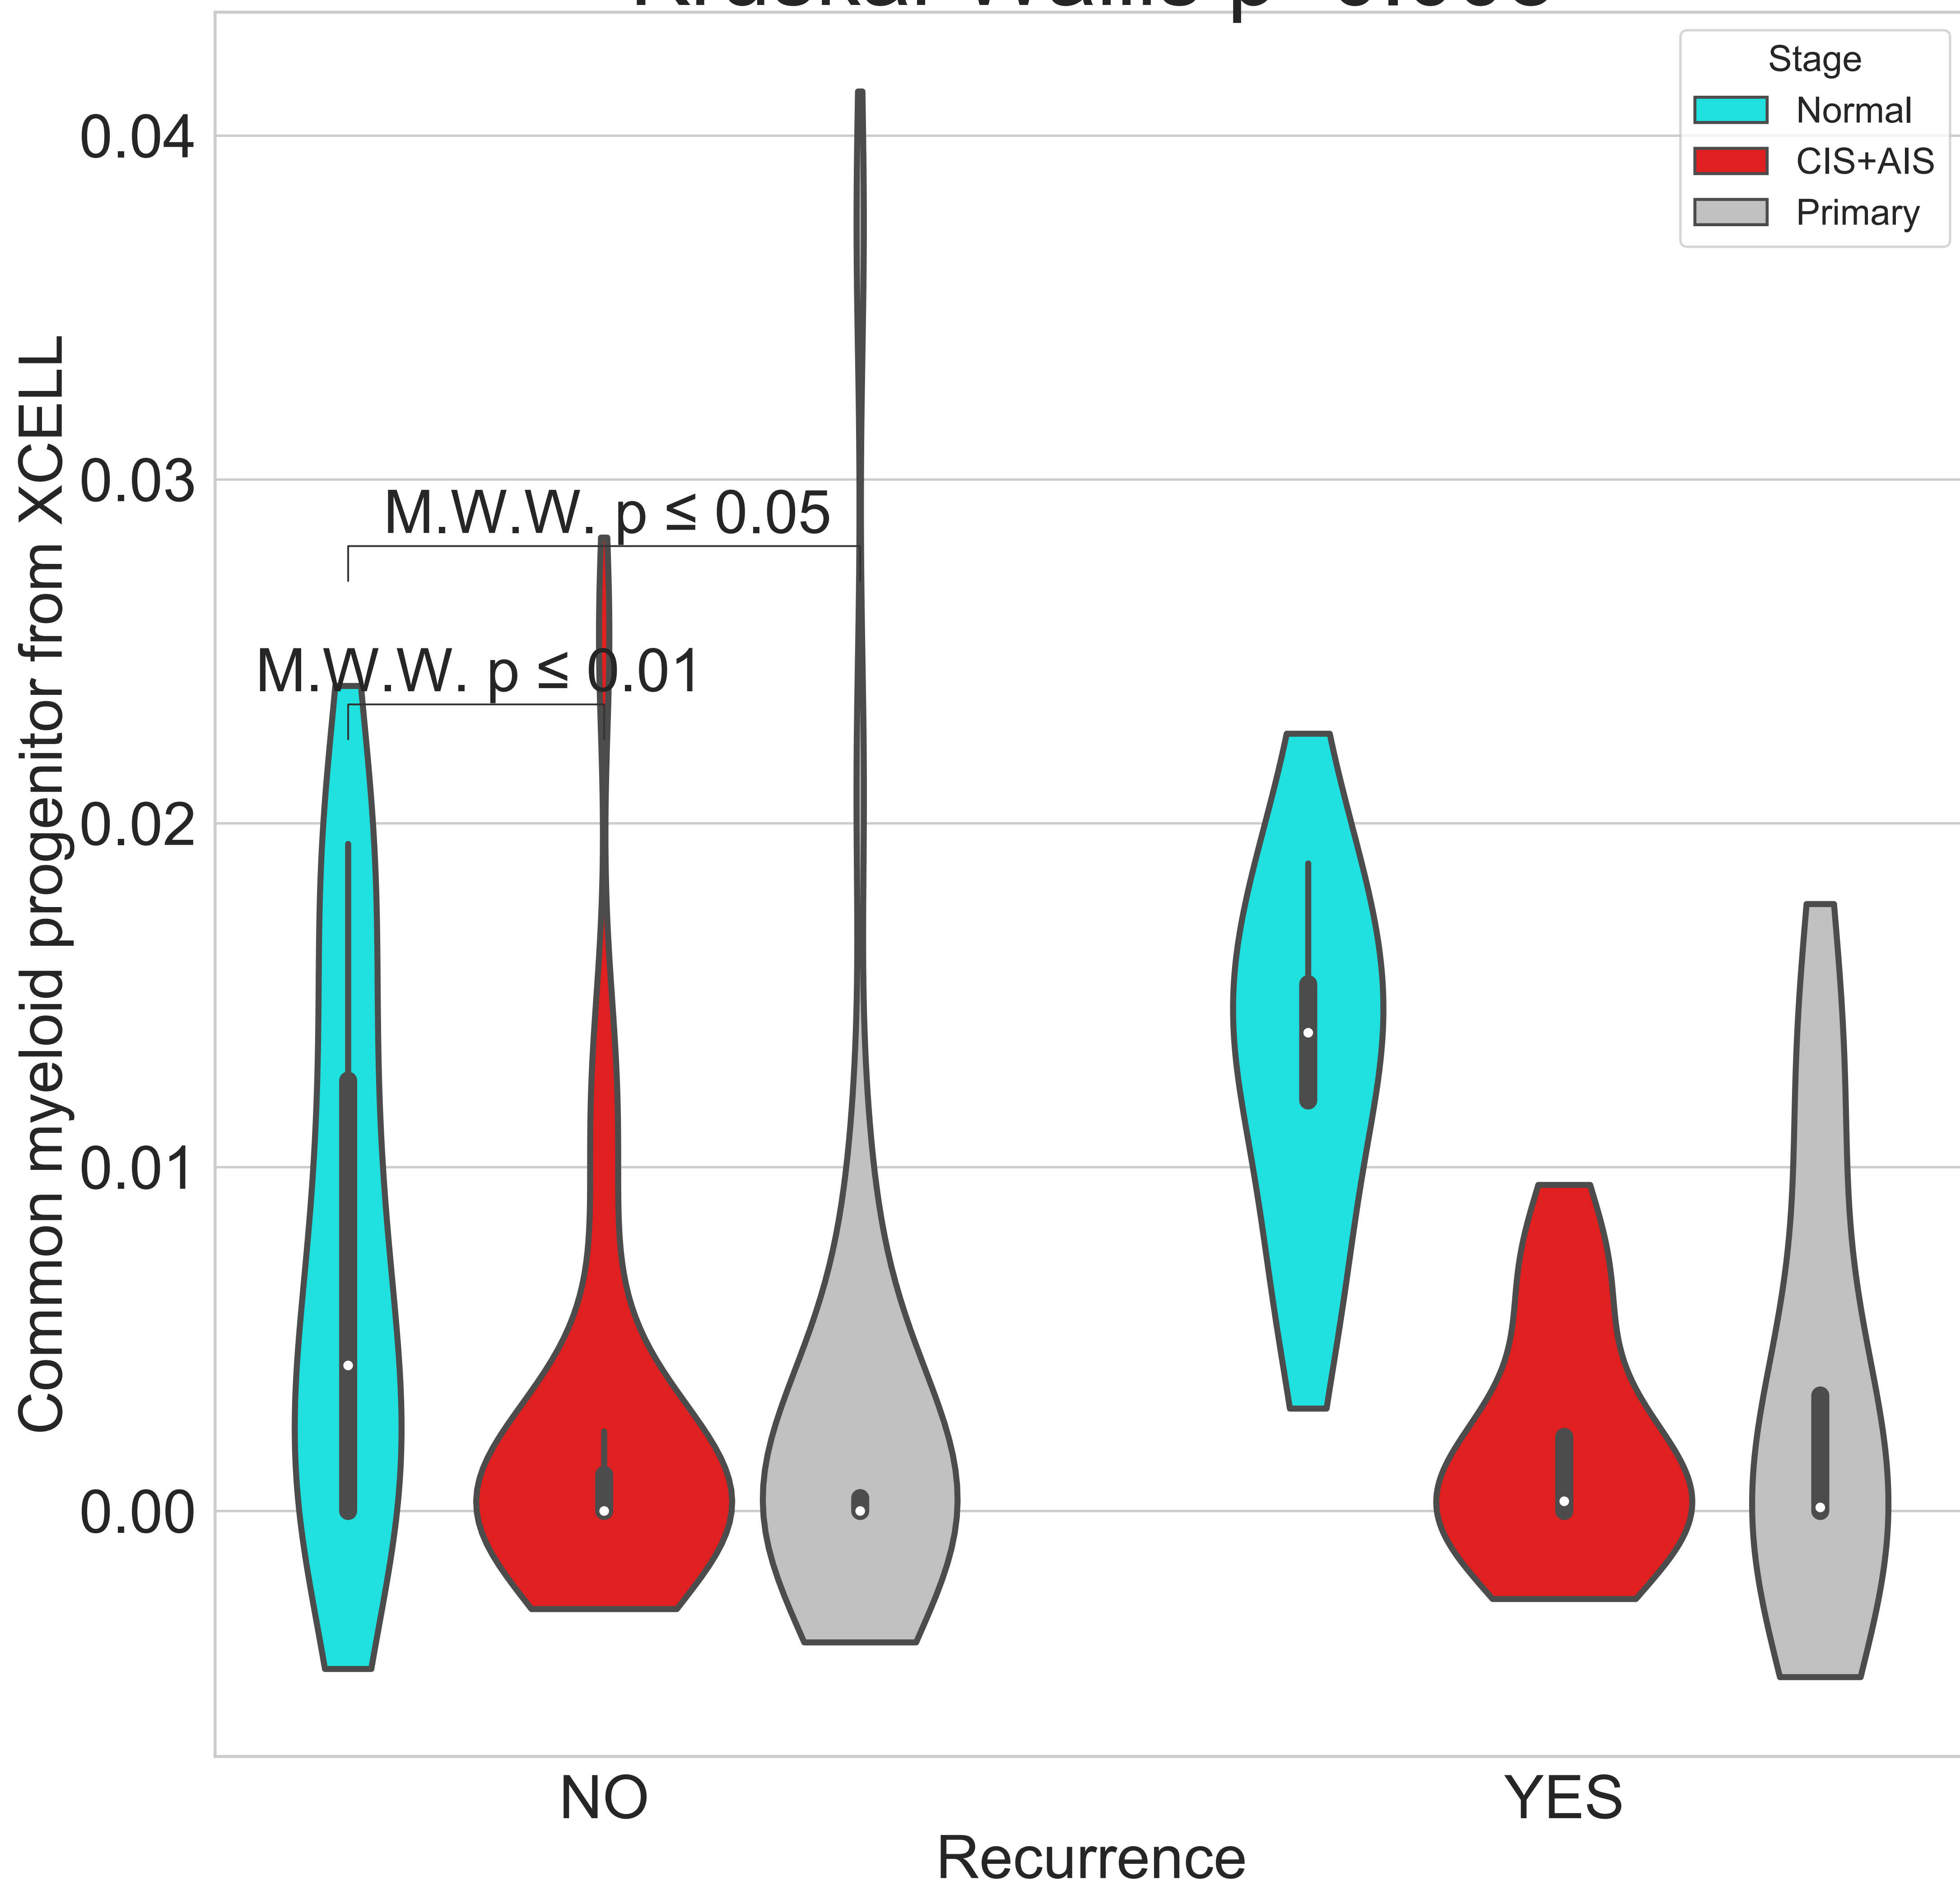 Stage
Normal
CIS+AIS
Primary
0.04
0.03
0.02
0.01
0.00
Common myeloid progenitor from XCELL
M.W.W. p ≤ 0.05
M.W.W. p ≤ 0.01
NO
YES
Recurrence